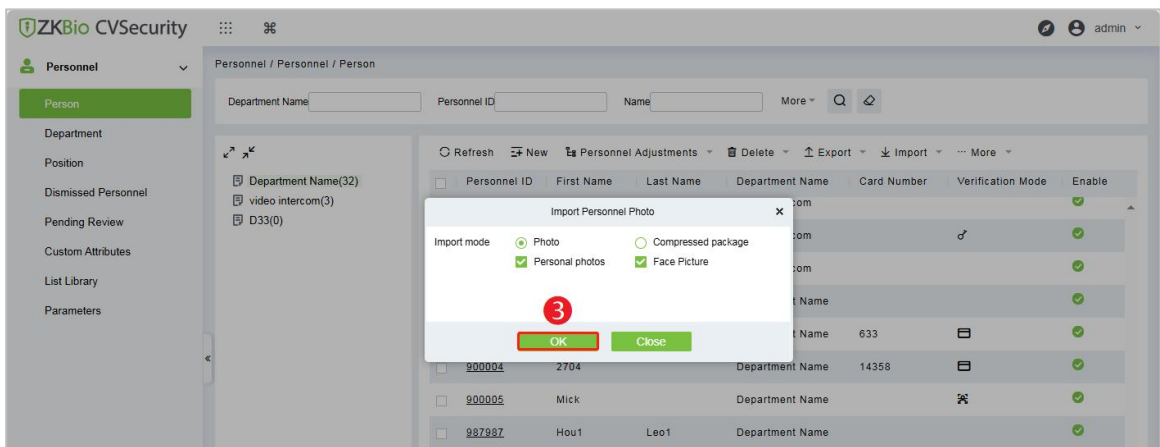 ZKBio CVSecurity
admin
Personnel
Person
Department
Position
Dismissed Personnel
Pending Review
Custom Attributes
List Library
Parameters
Personnel / Personnel / Person
Department Name Personnel ID Name More
Department Name(32)
video intercom(3)
D33(0)
Refresh New Personnel Adjustments Delete Export Import ··· More
Personnel ID First Name Last Name Department Name Card Number Verification Mode Enable
com
com
com
t Name
t Name 633
900004 2704 Department Name 14358
900005 Mick Department Name
987987 Hou1 Leo1 Department Name
Import Personnel Photo
Import mode Photo Compressed package
Personal photos Face Picture
3
OK Close